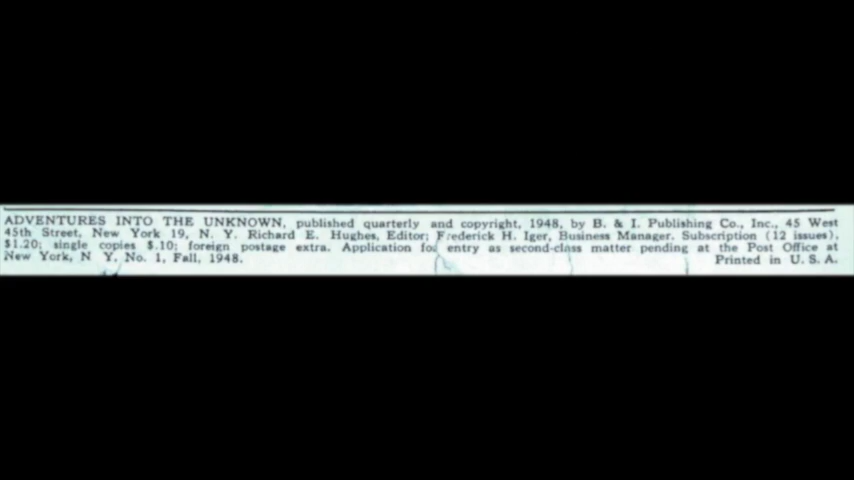 ADVENTURES INTO THE UNKNOWN, published quarterly and copyright, 1948, by B. & I. Publishing Co., Inc., 45 West
45th Street, New York 19, N. Y. Richard E. Hughes, Editor; Frederick H. Iger, Business Manager. Subscription (12 issues),
$1.20; single copies $.10; foreign postage extra. Application for entry as second-class matter pending at the Post Office at
New York, N Y. No. 1, Fall, 1948. Printed in U. S. A.